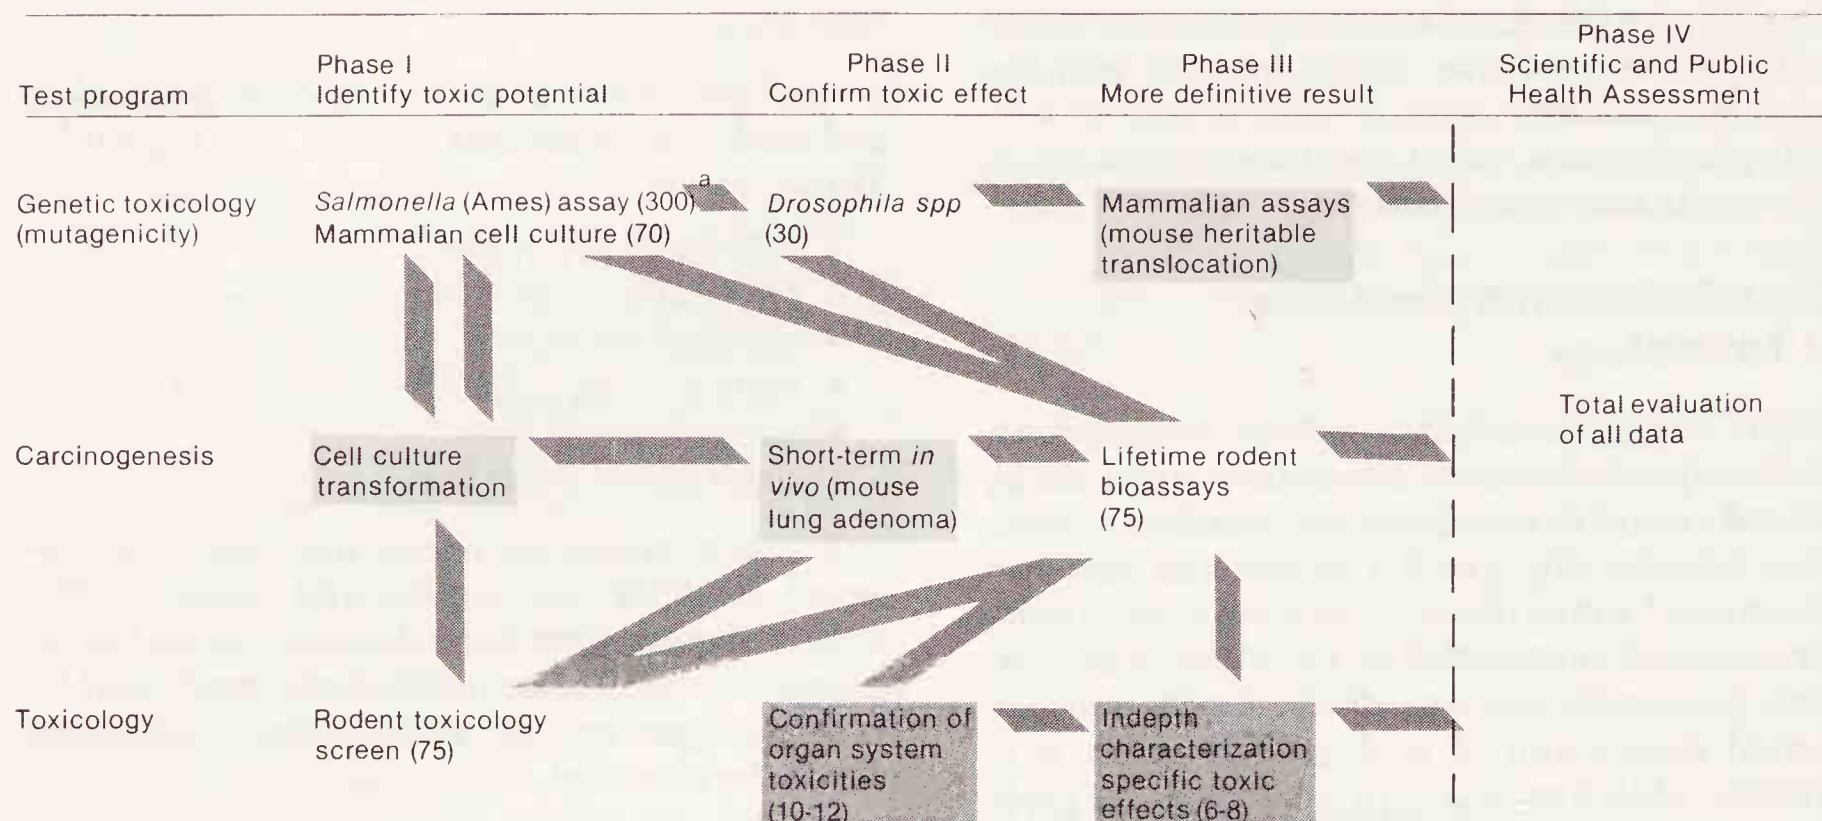 Test program
Phase I
Identify toxic potential
Phase II
Confirm toxic effect
Phase III
More definitive result
Phase IV
Scientific and Public
Health Assessment
Genetic toxicology
(mutagenicity)
Salmonella (Ames) assay (300)a
Mammalian cell culture (70)
Drosophila spp
(30)
Mammalian assays
(mouse heritable
translocation)
Carcinogenesis
Cell culture
transformation
Short-term in
vivo (mouse
lung adenoma)
Lifetime rodent
bioassays
(75)
Total evaluation
of all data
Toxicology
Rodent toxicology
screen (75)
Confirmation of
organ system
toxicities
(10-12)
Indepth
characterization
specific toxic
effects (6-8)